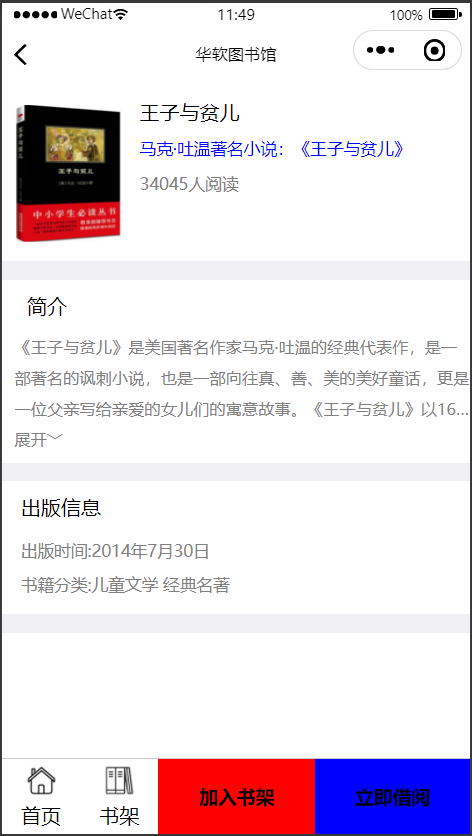 WeChat 11:49 100%
华软图书馆
王子与贫儿
王子与贫儿
中小学生必读丛书
王子与贫儿
马克·吐温著名小说：《王子与贫儿》
34045人阅读
简介
《王子与贫儿》是美国著名作家马克·吐温的经典代表作，是一
部著名的讽刺小说，也是一部向往真、善、美的美好童话，更是
一位父亲写给亲爱的女儿们的寓意故事。《王子与贫儿》以16...
展开
出版信息
出版时间:2014年7月30日
书籍分类:儿童文学 经典名著
首页 书架 加入书架 立即借阅